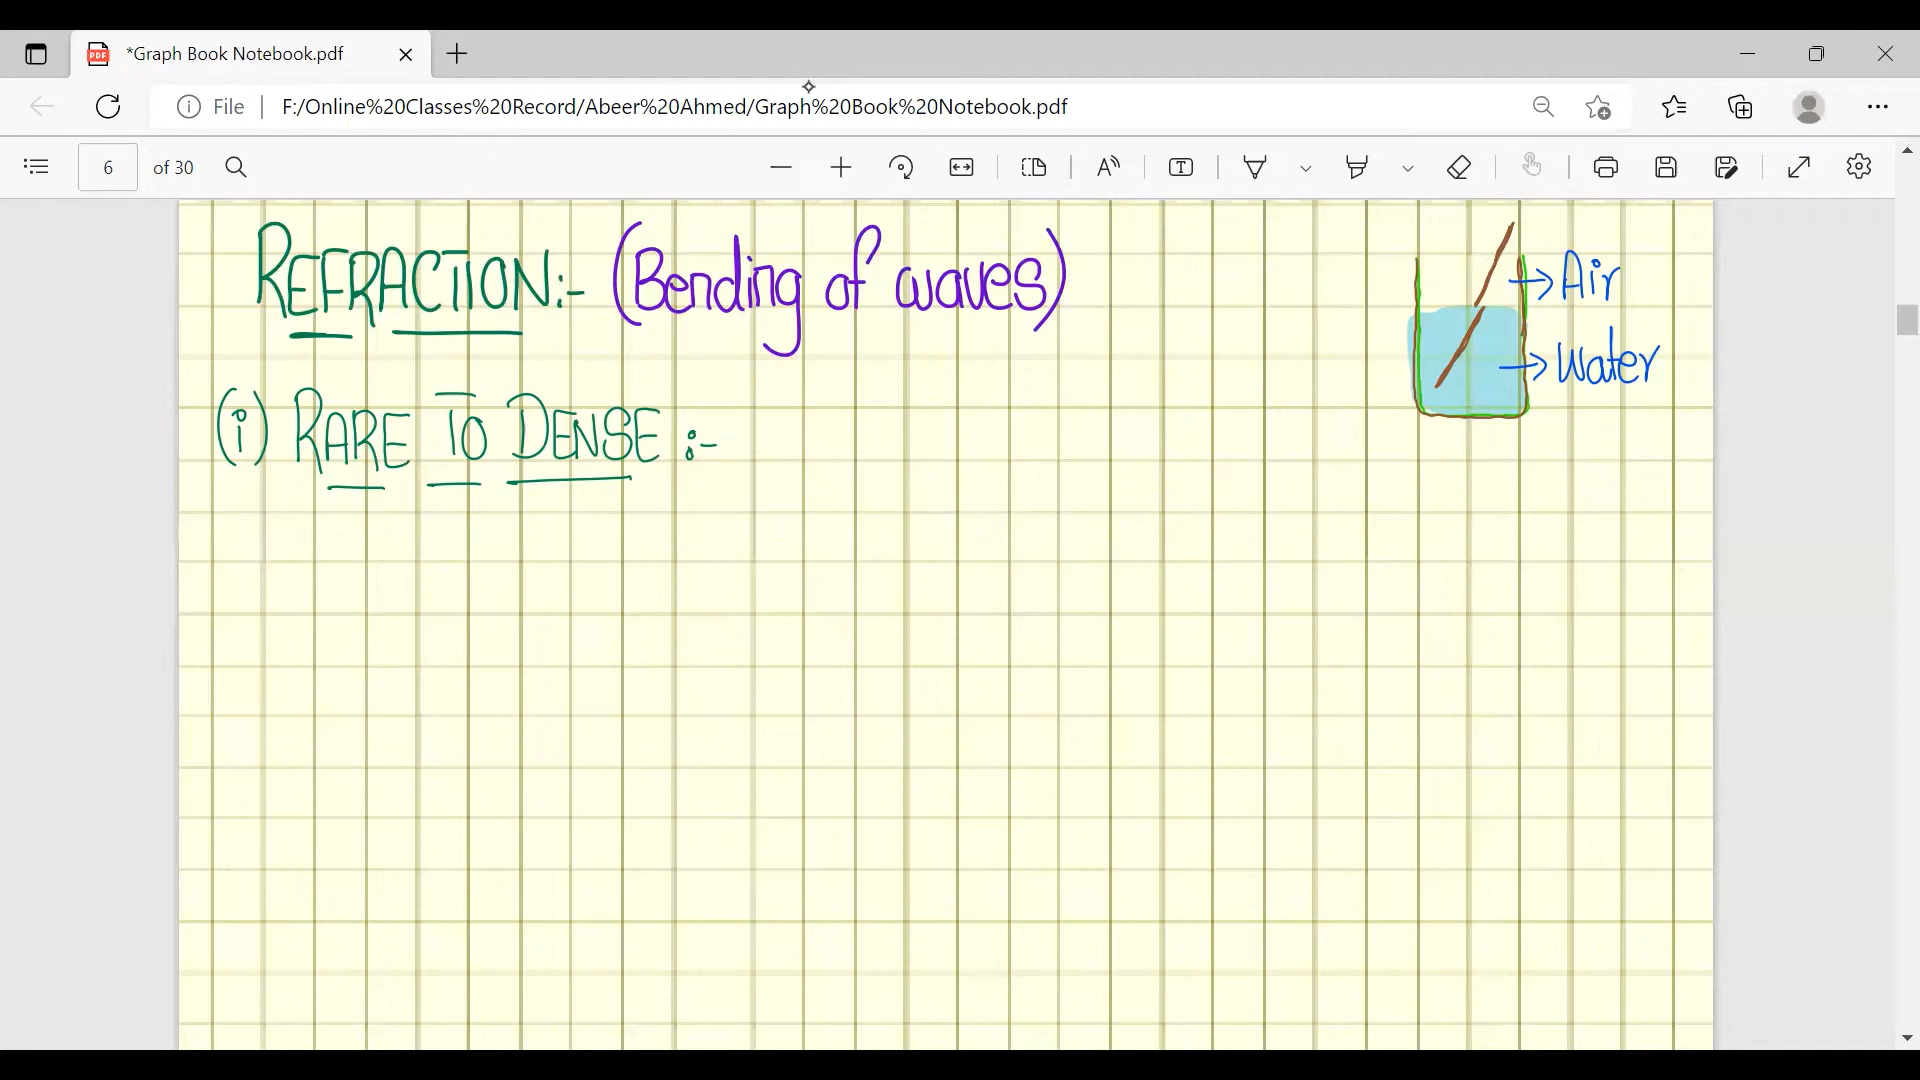 *Graph Book Notebook.pdf
File F:/Online%20Classes%20Record/Abeer%20Ahmed/Graph%20Book%20Notebook.pdf
6 of 30
REFRACTION:- (Bending of waves)
Air
Water
(i) RARE TO DENSE :-